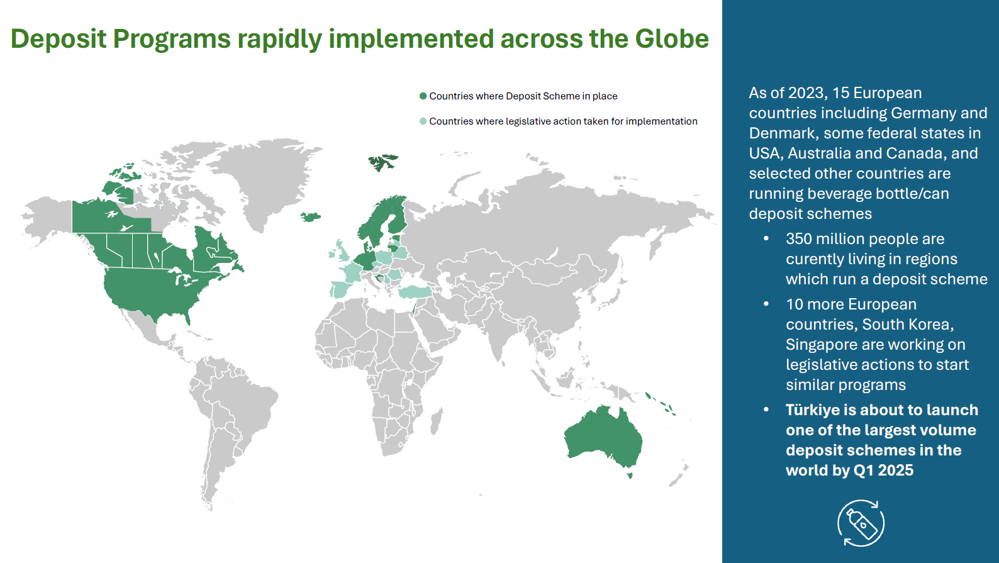 Deposit Programs rapidly implemented across the Globe
Countries where Deposit Scheme in place
Countries where legislative action taken for implementation
As of 2023, 15 European
countries including Germany and
Denmark, some federal states in
USA, Australia and Canada, and
selected other countries are
running beverage bottle/can
deposit schemes
• 350 million people are
curently living in regions
which run a deposit scheme
• 10 more European
countries, South Korea,
Singapore are working on
legislative actions to start
similar programs
• Türkiye is about to launch
one of the largest volume
deposit schemes in the
world by Q1 2025